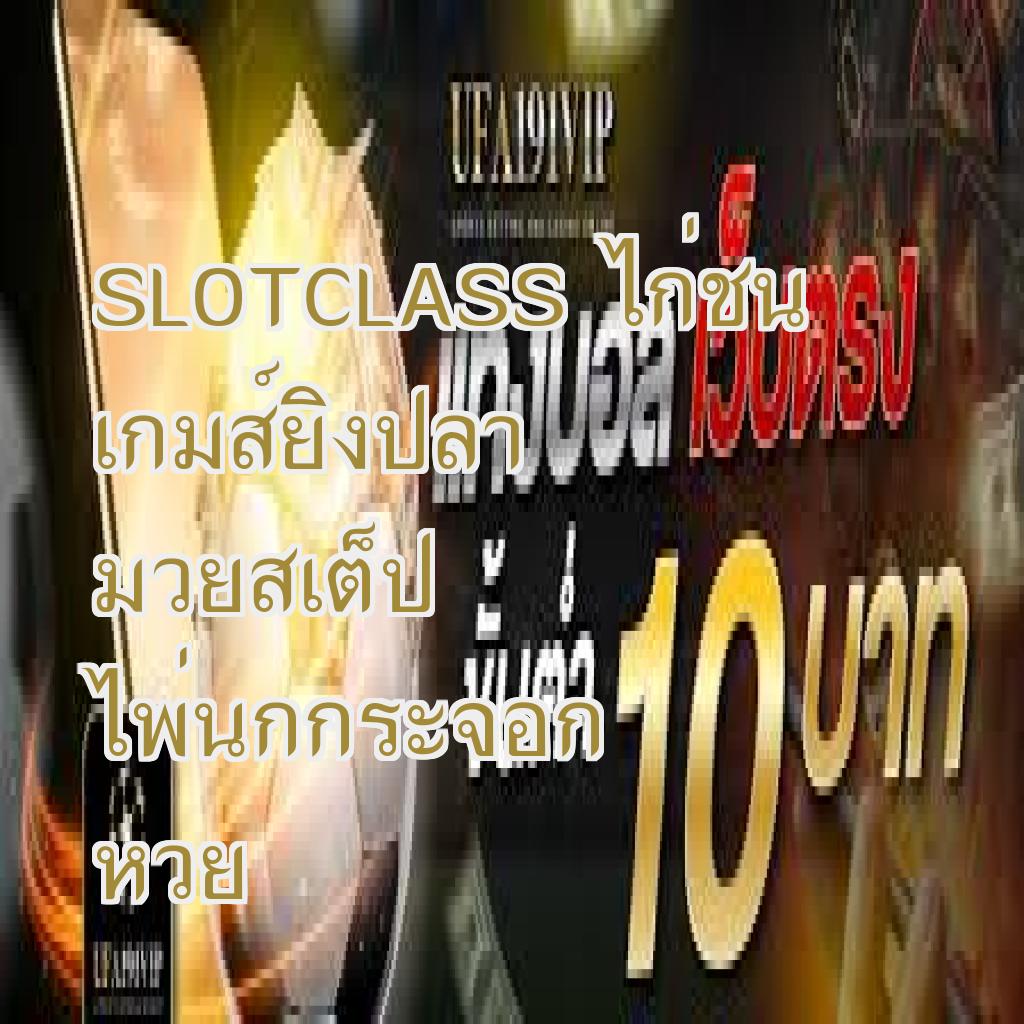 UFA191VIP
SLOTCLASS ไก่ชน
แทงบอล เว็บตรง
เกมส์ยิงปลา
มวยสเต็ป
ขั้นต่ำ 10 บาท
ไพ่นกกระจอก
หวย
UFA191VIP